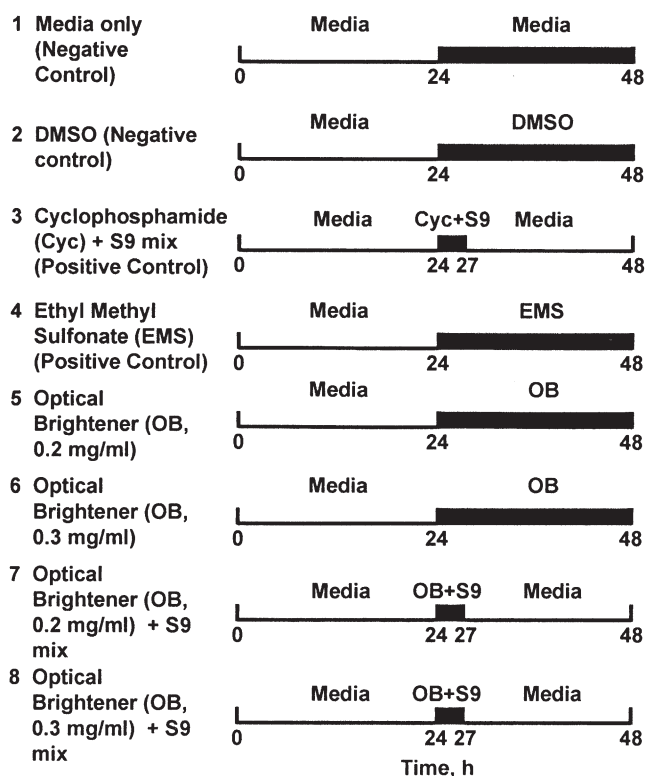 1 Media only
(Negative
Control)
Media
Media
0
24
48
2 DMSO (Negative
control)
Media
DMSO
0
24
48
3 Cyclophosphamide
(Cyc) + S9 mix
(Positive Control)
Media
Cyc+S9
Media
0
24 27
48
4 Ethyl Methyl
Sulfonate (EMS)
(Positive Control)
Media
EMS
0
24
48
5 Optical
Brightener (OB,
0.2 mg/ml)
Media
OB
0
24
48
6 Optical
Brightener (OB,
0.3 mg/ml)
Media
OB
0
24
48
7 Optical
Brightener (OB,
0.2 mg/ml) + S9
mix
Media
OB+S9
Media
0
24 27
48
8 Optical
Brightener (OB,
0.3 mg/ml) + S9
mix
Media
OB+S9
Media
0
24 27
48
Time, h